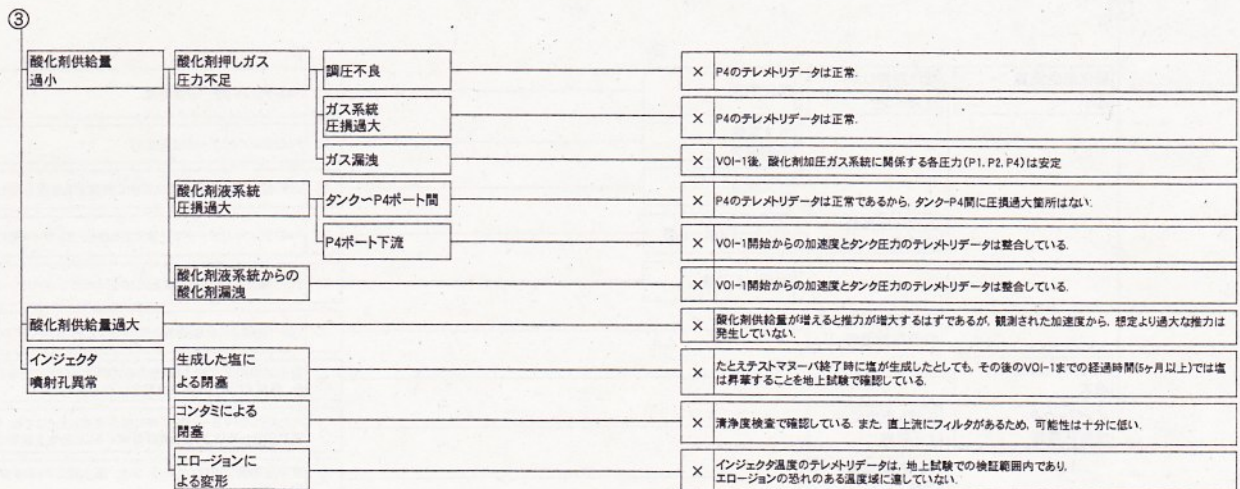 ③
酸化剤供給量
過小
酸化剤押しガス
圧力不足
調圧不良
× P4のテレメトリデータは正常.
ガス系統
圧損過大
× P4のテレメトリデータは正常.
ガス漏洩
× VOI-1後, 酸化剤加圧ガス系統に関係する各圧力(P1, P2, P4)は安定
酸化剤液系統
圧損過大
タンク～P4ポート間
× P4のテレメトリデータは正常であるから, タンク-P4間に圧損過大箇所はない.
P4ポート下流
× VOI-1開始からの加速度とタンク圧力のテレメトリデータは整合している.
酸化剤液系統からの
酸化剤漏洩
× VOI-1開始からの加速度とタンク圧力のテレメトリデータは整合している.
酸化剤供給量過大
× 酸化剤供給量が増えると推力が増大するはずであるが, 観測された加速度から, 想定より過大な推力は
発生していない.
インジェクタ
噴射孔異常
生成した塩に
よる閉塞
× たとえテストマヌーバ終了時に塩が生成したとしても, その後のVOI-1までの経過時間(5ヶ月以上)では塩
は昇華することを地上試験で確認している.
コンタミによる
閉塞
× 清浄度検査で確認している. また, 直上流にフィルタがあるため, 可能性は十分に低い.
エロージョンに
よる変形
× インジェクタ温度のテレメトリデータは, 地上試験での検証範囲内であり,
エロージョンの恐れのある温度域に達していない.